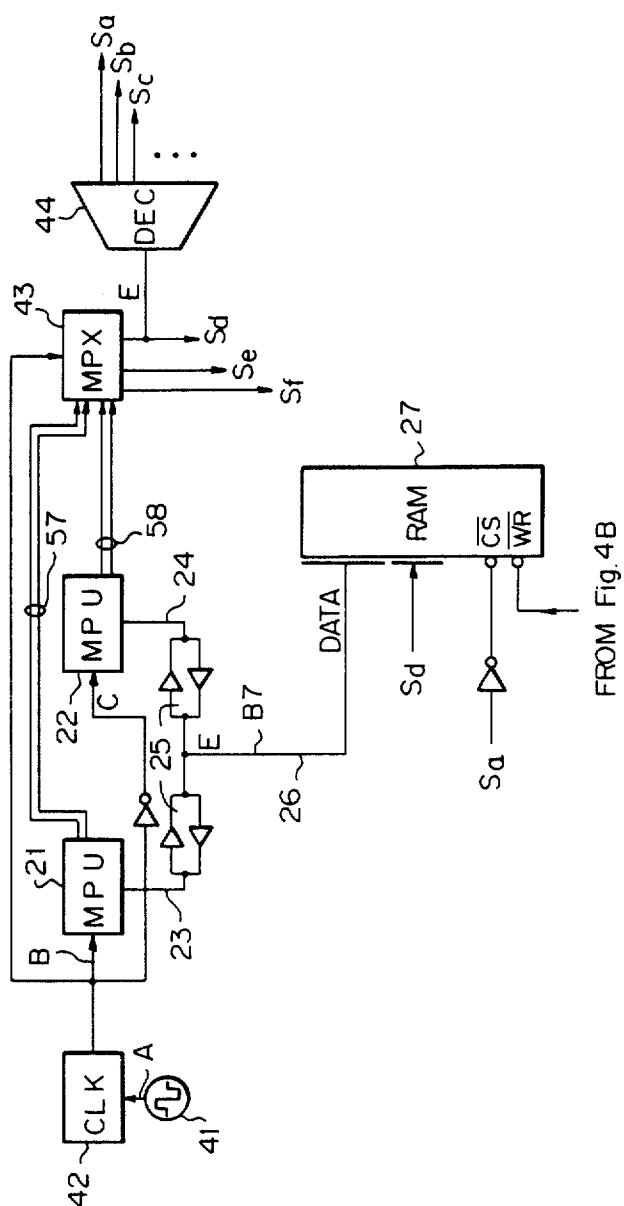 42
CLK
A
41
B
21
MPU
57
23
25
E
C
22
MPU
24
58
B7
26
43
MPX
E
Sd
Se
Sf
44
DEC
Sa
Sb
Sc
...
DATA
Sd
Sa
RAM
27
CS
WR
FROM Fig. 4B